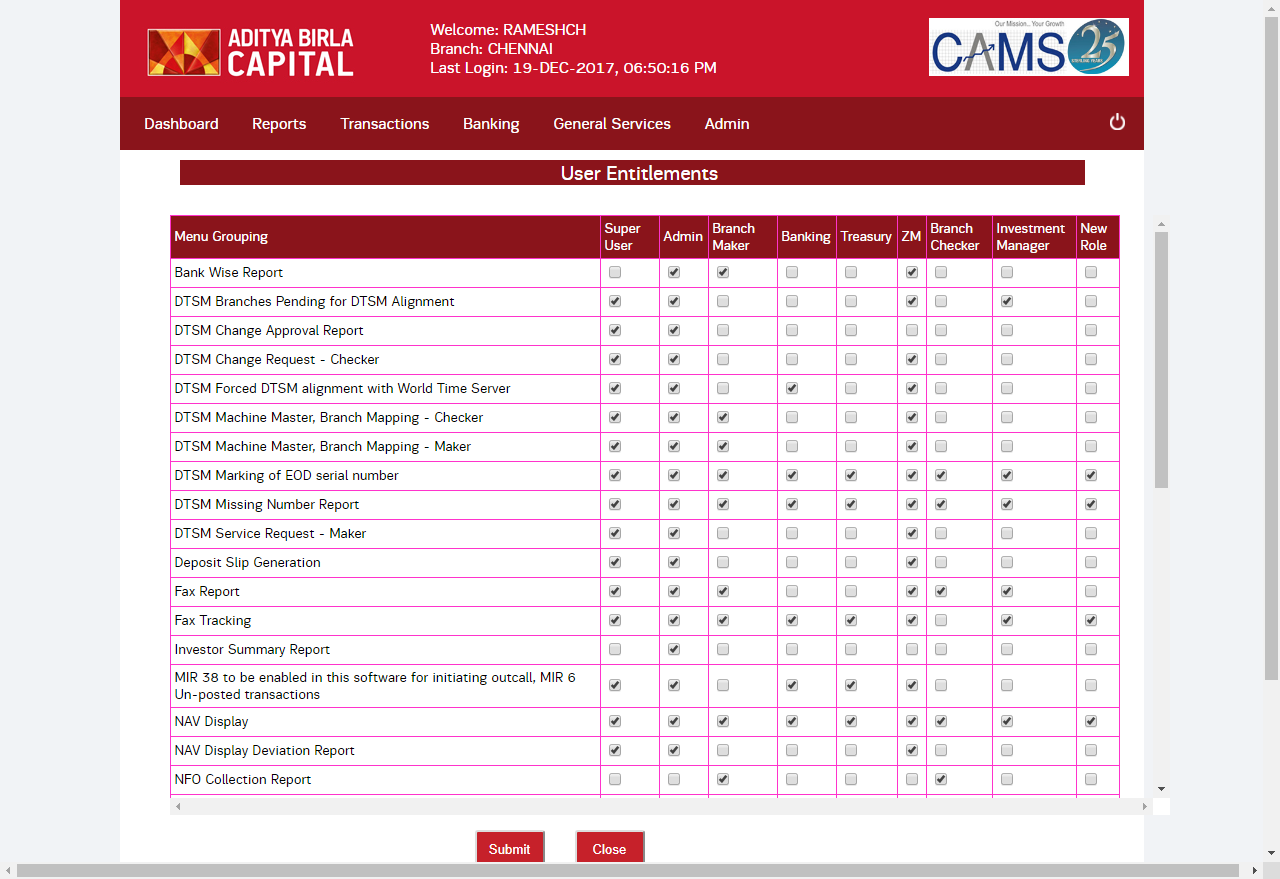 ADITYA BIRLA
CAPITAL
Welcome: RAMESHCH
Branch: CHENNAI
Last Login: 19-DEC-2017, 06:50:16 PM
Our Mission... Your Growth
CAMS 25
STERLING YEARS
Dashboard Reports Transactions Banking General Services Admin
User Entitlements
Menu Grouping Super User Admin Branch Maker Banking Treasury ZM Branch Checker Investment Manager New Role
Bank Wise Report
DTSM Branches Pending for DTSM Alignment
DTSM Change Approval Report
DTSM Change Request - Checker
DTSM Forced DTSM alignment with World Time Server
DTSM Machine Master, Branch Mapping - Checker
DTSM Machine Master, Branch Mapping - Maker
DTSM Marking of EOD serial number
DTSM Missing Number Report
DTSM Service Request - Maker
Deposit Slip Generation
Fax Report
Fax Tracking
Investor Summary Report
MIR 38 to be enabled in this software for initiating outcall, MIR 6
Un-posted transactions
NAV Display
NAV Display Deviation Report
NFO Collection Report
Submit Close